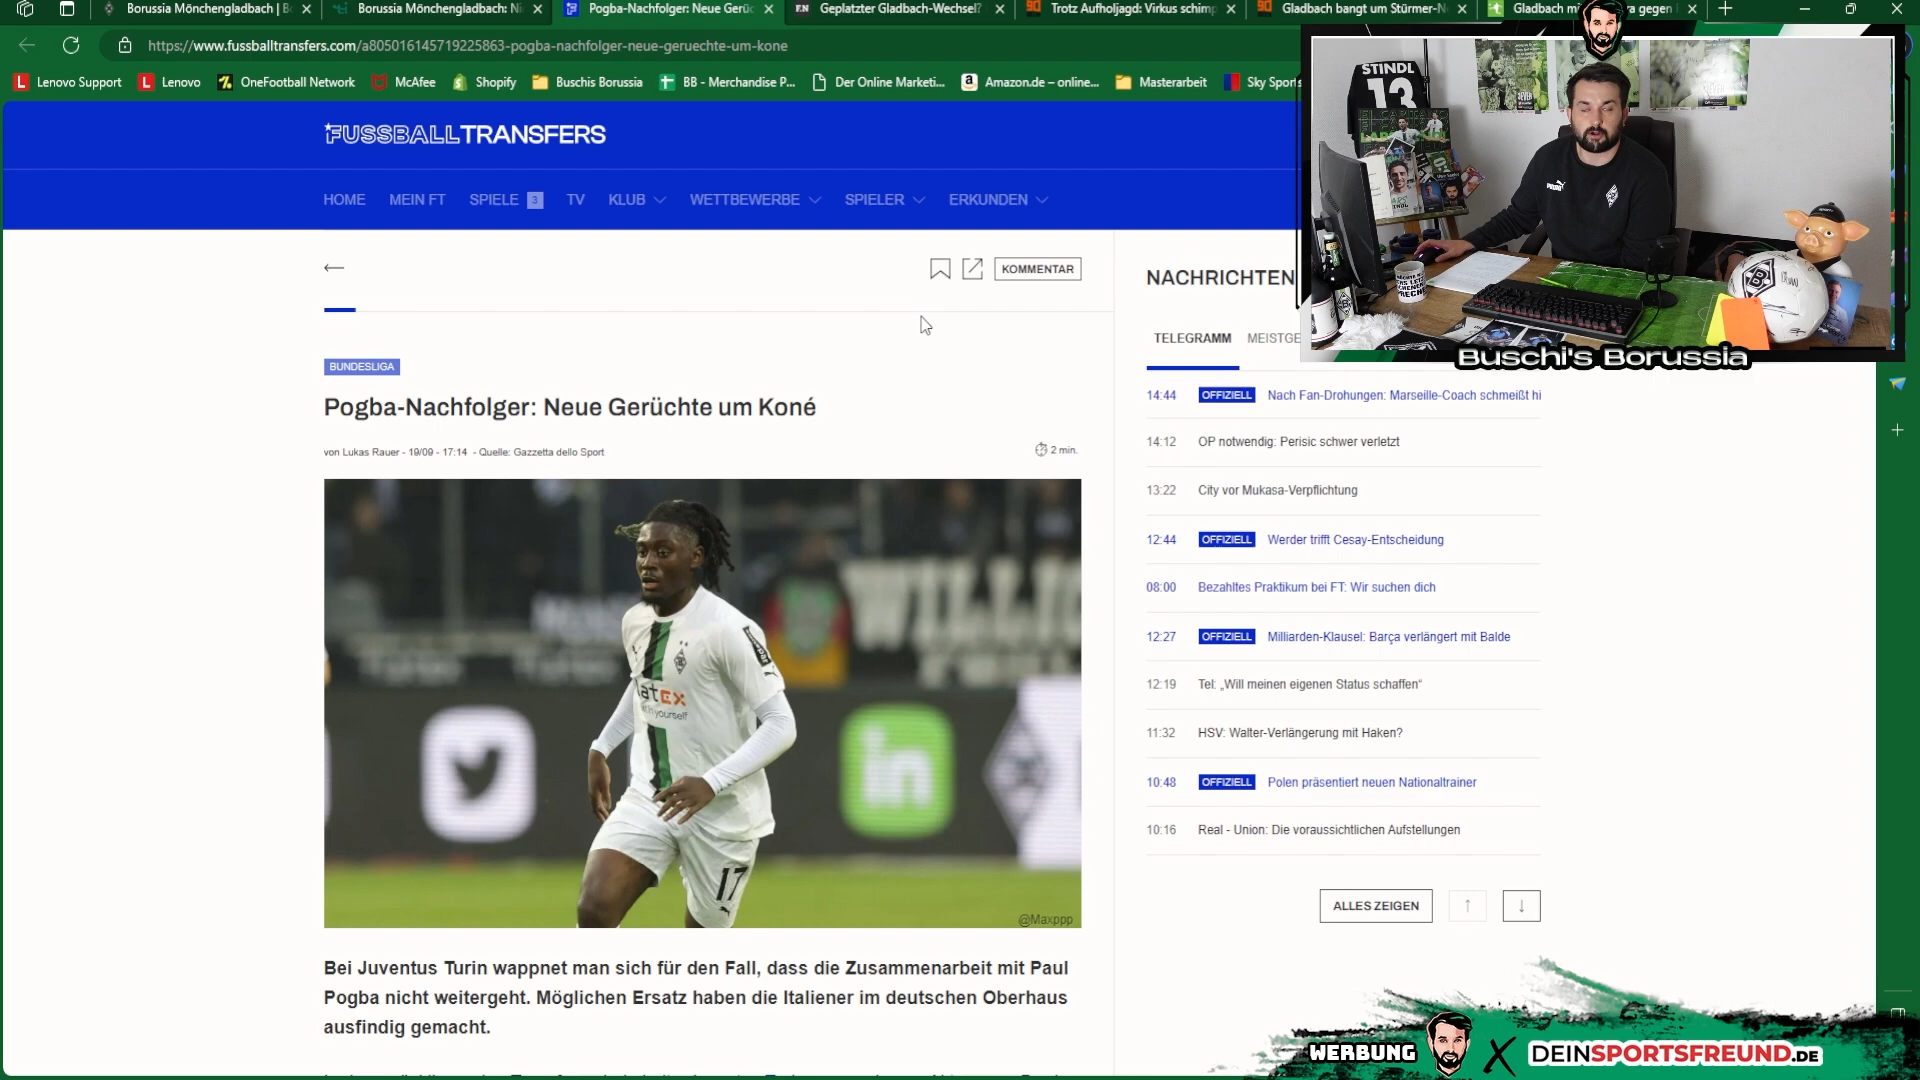 Borussia Mönchengladbach | B
Borussia Mönchengladbach: Ni
Pogba-Nachfolger: Neue Gerüc
Geplatzter Gladbach-Wechsel?
Trotz Aufholjagd: Virkus schimp
Gladbach bangt um Stürmer-N
Gladbach mi ra gegen
https://www.fussballtransfers.com/a805016145719225863-pogba-nachfolger-neue-geruechte-um-kone
Lenovo Support Lenovo OneFootball Network McAfee Shopify Buschis Borussia BB - Merchandise P... Der Online Marketi... Amazon.de – online... Masterarbeit Sky Sports
FUSSBALLTRANSFERS
HOME MEIN FT SPIELE 3 TV KLUB WETTBEWERBE SPIELER ERKUNDEN
KOMMENTAR
BUNDESLIGA
Pogba-Nachfolger: Neue Gerüchte um Koné
von Lukas Rauer - 19/09 - 17:14 - Quelle: Gazzetta dello Sport
2 min.
17
@Maxppp
Bei Juventus Turin wappnet man sich für den Fall, dass die Zusammenarbeit mit Paul
Pogba nicht weitergeht. Möglichen Ersatz haben die Italiener im deutschen Oberhaus
ausfindig gemacht.
NACHRICHTEN
TELEGRAMM MEISTGE
14:44 OFFIZIELL Nach Fan-Drohungen: Marseille-Coach schmeißt hi
14:12 OP notwendig: Perisic schwer verletzt
13:22 City vor Mukasa-Verpflichtung
12:44 OFFIZIELL Werder trifft Cesay-Entscheidung
08:00 Bezahltes Praktikum bei FT: Wir suchen dich
12:27 OFFIZIELL Milliarden-Klausel: Barça verlängert mit Balde
12:19 Tel: „Will meinen eigenen Status schaffen“
11:32 HSV: Walter-Verlängerung mit Haken?
10:48 OFFIZIELL Polen präsentiert neuen Nationaltrainer
10:16 Real - Union: Die voraussichtlichen Aufstellungen
ALLES ZEIGEN
STINDL
13
PUMA
Buschi's Borussia
WERBUNG X DEINSPORTSFREUND.DE